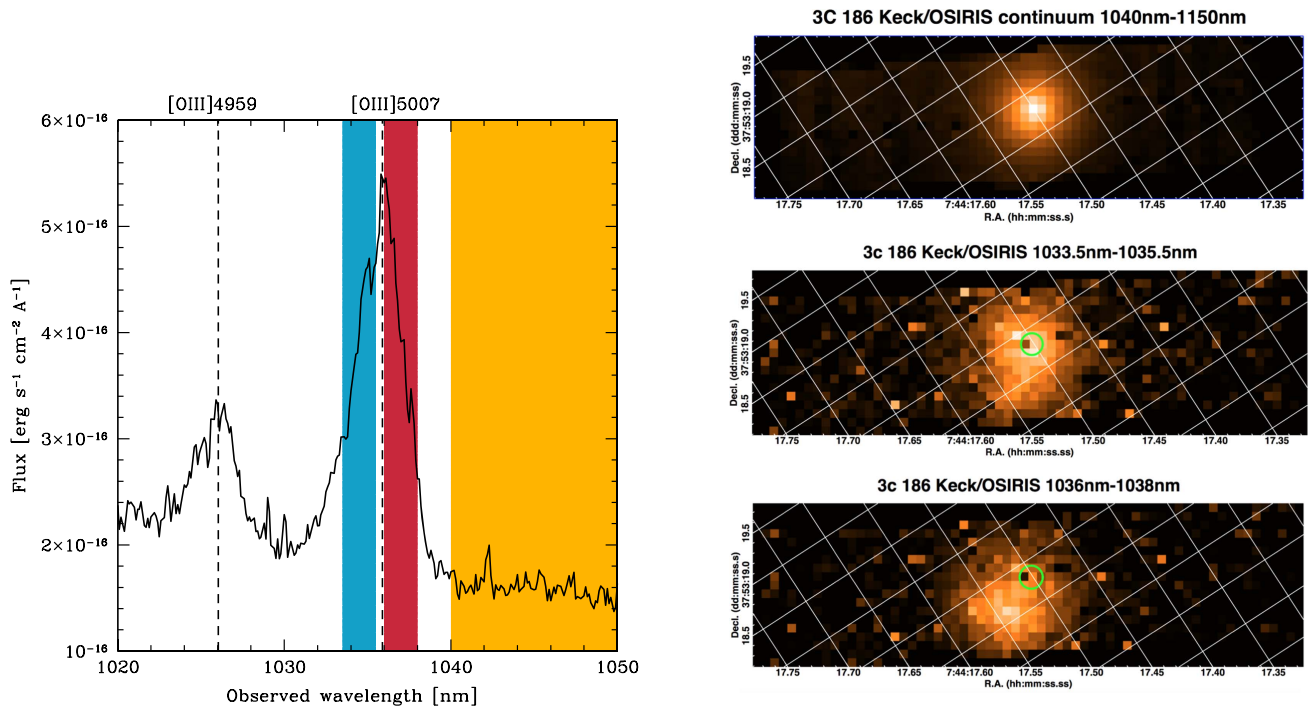 [OIII]4959 [OIII]5007
6×10⁻¹⁶
5×10⁻¹⁶
4×10⁻¹⁶
3×10⁻¹⁶
2×10⁻¹⁶
10⁻¹⁶
Flux [erg s⁻¹ cm⁻² A⁻¹]
1020 1030 1040 1050
Observed wavelength [nm]
3C 186 Keck/OSIRIS continuum 1040nm-1150nm
Decl. (ddd:mm:ss)
19.5
37:53:19.0
18.5
17.75 17.70 17.65 7:44:17.60 17.55 17.50 17.45 17.40 17.35
R.A. (hh:mm:ss.s)
3c 186 Keck/OSIRIS 1033.5nm-1035.5nm
Decl. (dd:mm:ss.s)
19.5
37:53:19.0
18.5
17.75 17.70 17.65 7:44:17.60 17.55 17.50 17.45 17.40 17.35
R.A. (hh:mm:ss.ss)
3c 186 Keck/OSIRIS 1036nm-1038nm
Decl. (dd:mm:ss.s)
19.5
37:53:19.0
18.5
17.75 17.70 17.65 7:44:17.60 17.55 17.50 17.45 17.40 17.35
R.A. (hh:mm:ss.ss)